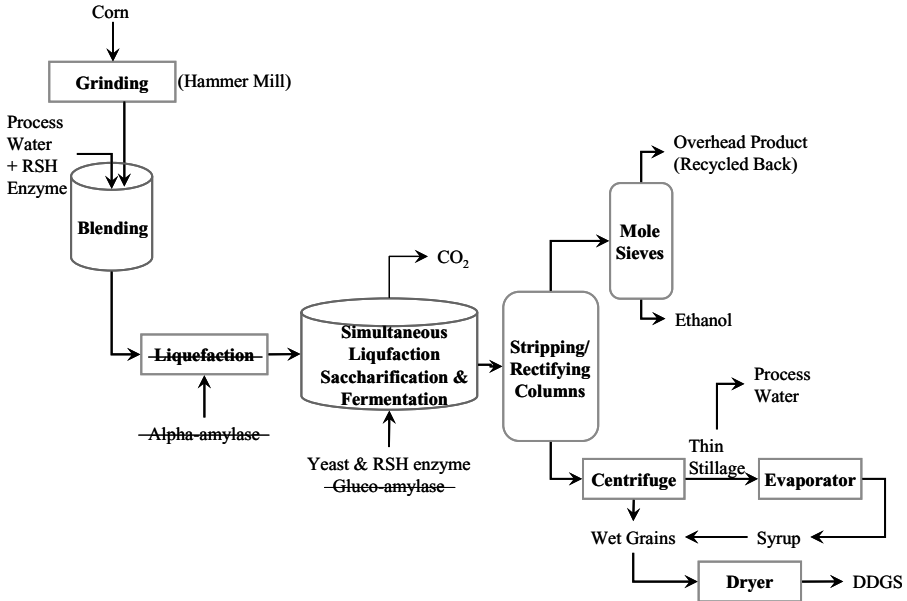 Corn
Grinding
(Hammer Mill)
Process
Water
+ RSH
Enzyme
Blending
Liquefaction
Alpha-amylase
CO2
Simultaneous
Liqufaction
Saccharification &
Fermentation
Yeast & RSH enzyme
Gluco-amylase
Stripping/
Rectifying
Columns
Overhead Product
(Recycled Back)
Mole
Sieves
Ethanol
Process
Water
Thin
Stillage
Centrifuge
Evaporator
Wet Grains
Syrup
Dryer
DDGS